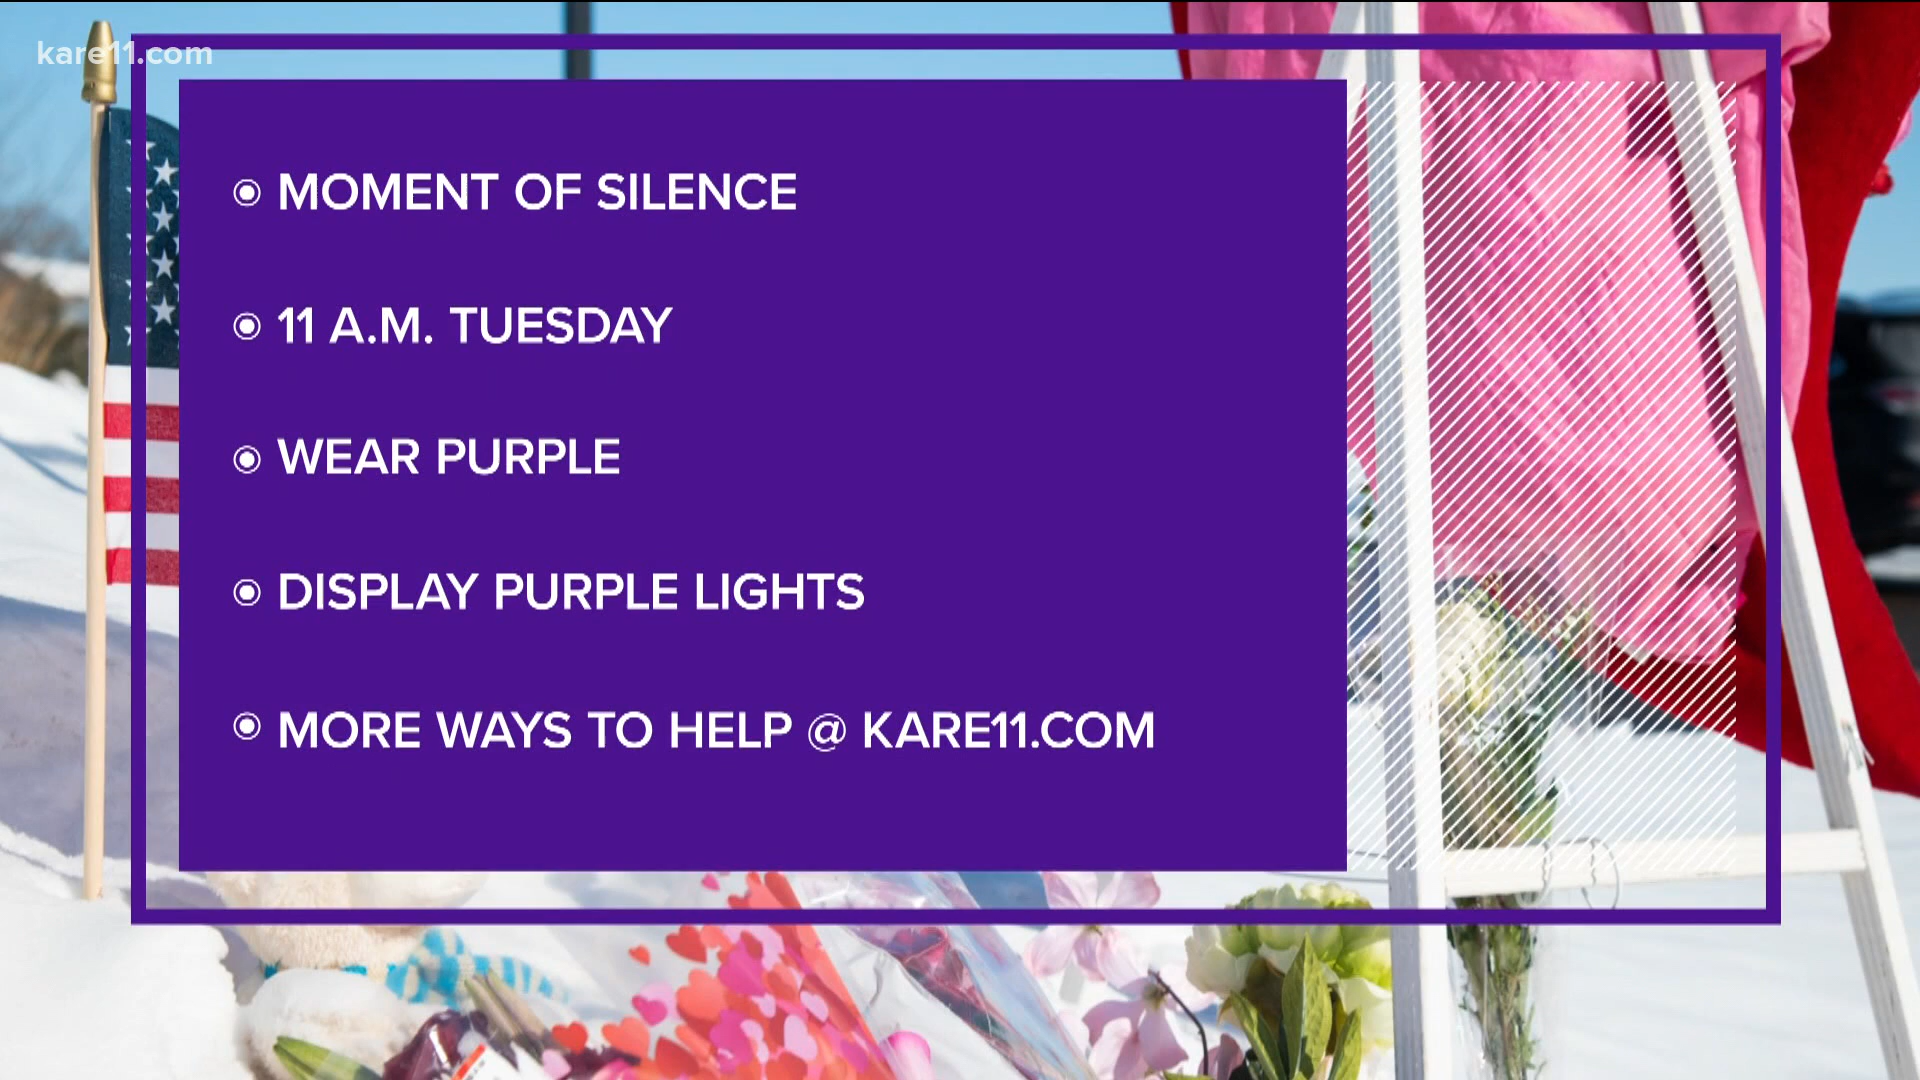 kare11.com
MOMENT OF SILENCE
11 A.M. TUESDAY
WEAR PURPLE
DISPLAY PURPLE LIGHTS
MORE WAYS TO HELP @ KARE11.COM